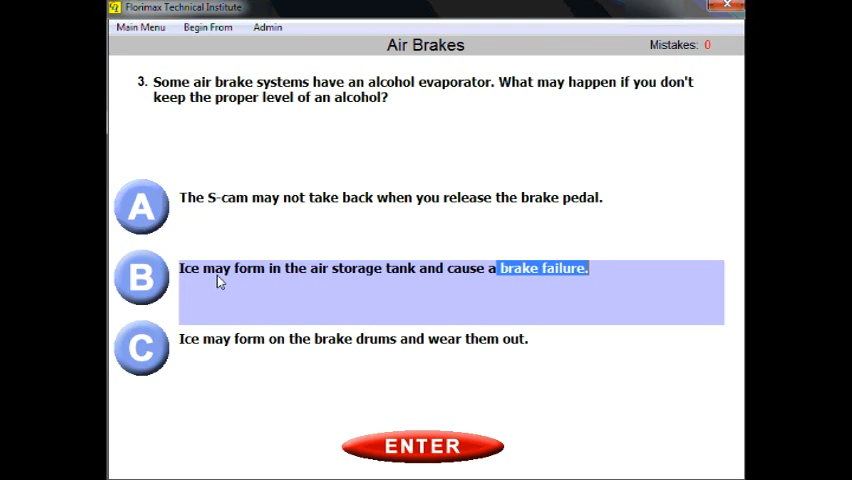 Florimax Technical Institute
Main Menu Begin From Admin
Air Brakes Mistakes: 0
3. Some air brake systems have an alcohol evaporator. What may happen if you don't
keep the proper level of an alcohol?
A The S-cam may not take back when you release the brake pedal.
B Ice may form in the air storage tank and cause a brake failure.
C Ice may form on the brake drums and wear them out.
ENTER